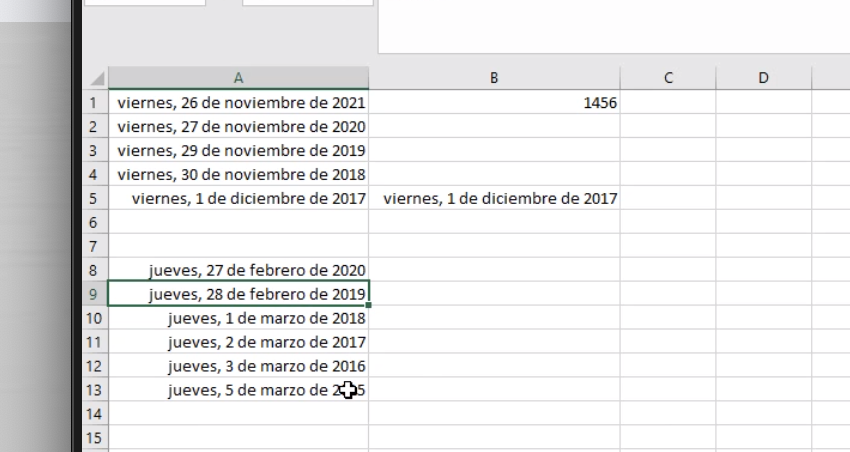 A B C D
1 viernes, 26 de noviembre de 2021 1456
2 viernes, 27 de noviembre de 2020
3 viernes, 29 de noviembre de 2019
4 viernes, 30 de noviembre de 2018
5 viernes, 1 de diciembre de 2017 viernes, 1 de diciembre de 2017
6
7
8 jueves, 27 de febrero de 2020
9 jueves, 28 de febrero de 2019
10 jueves, 1 de marzo de 2018
11 jueves, 2 de marzo de 2017
12 jueves, 3 de marzo de 2016
13 jueves, 5 de marzo de
14
15